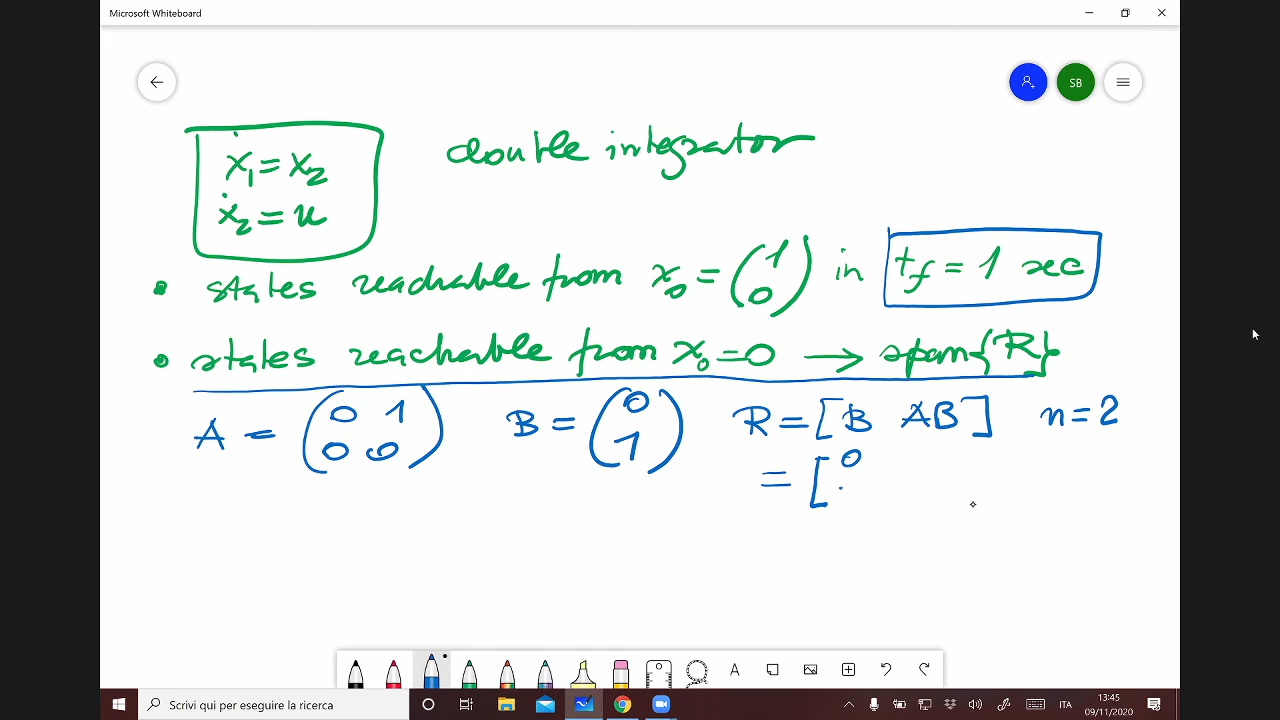 Microsoft Whiteboard
SB
ẋ₁ = x₂
ẋ₂ = u
double integrator
• states reachable from x₀ = (1 0) in t_f = 1 sec
• states reachable from x₀ = 0 → span{R}
A = (0 1 0 0) B = (0 1) R = [B AB] n = 2
= [0
A
Scrivi qui per eseguire la ricerca
ITA
13:45
09/11/2020